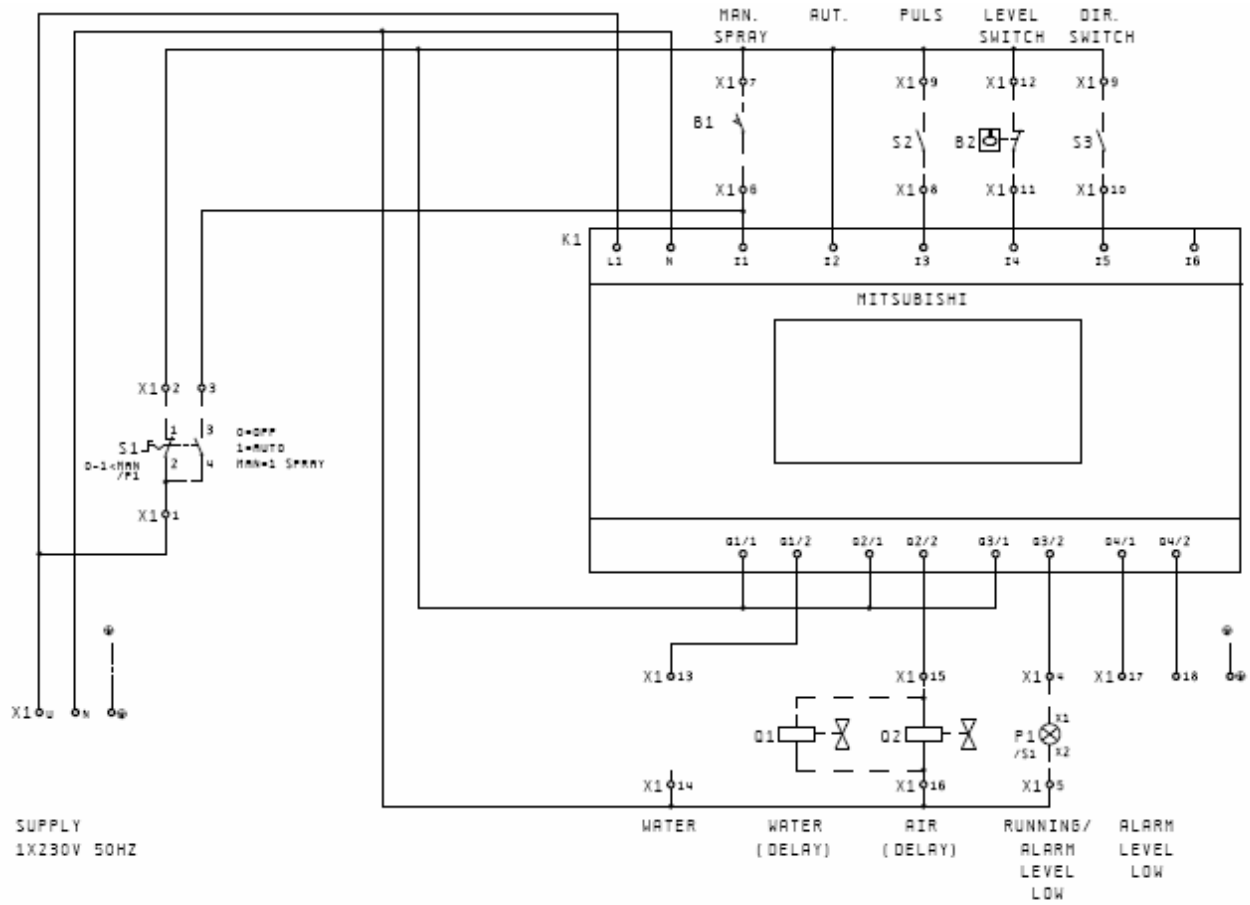 MAN. AUT. PULS LEVEL DIR.
SPRAY SWITCH SWITCH
X1 7 X1 9 X1 12 X1 9
B1 S2 B2 S3
X1 6 X1 8 X1 11 X1 10
K1
L1 N I1 I2 I3 I4 I5 I6
MITSUBISHI
X1 2 3
1 3 0=OFF
S1 1=AUTO
0-1<MAN 2 4 MAN=1 SPRAY
/P1
X1 1
Q1/1 Q1/2 Q2/1 Q2/2 Q3/1 Q3/2 Q4/1 Q4/2
X1 13 X1 15 X1 4 X1 17 18
X1 U N
X1
Q1 Q2 P1
/S1 X2
X1 14 X1 16 X1 5
SUPPLY WATER WATER AIR RUNNING/ ALARM
1X230V 50HZ (DELAY) (DELAY) ALARM LEVEL
LEVEL LOW
LOW